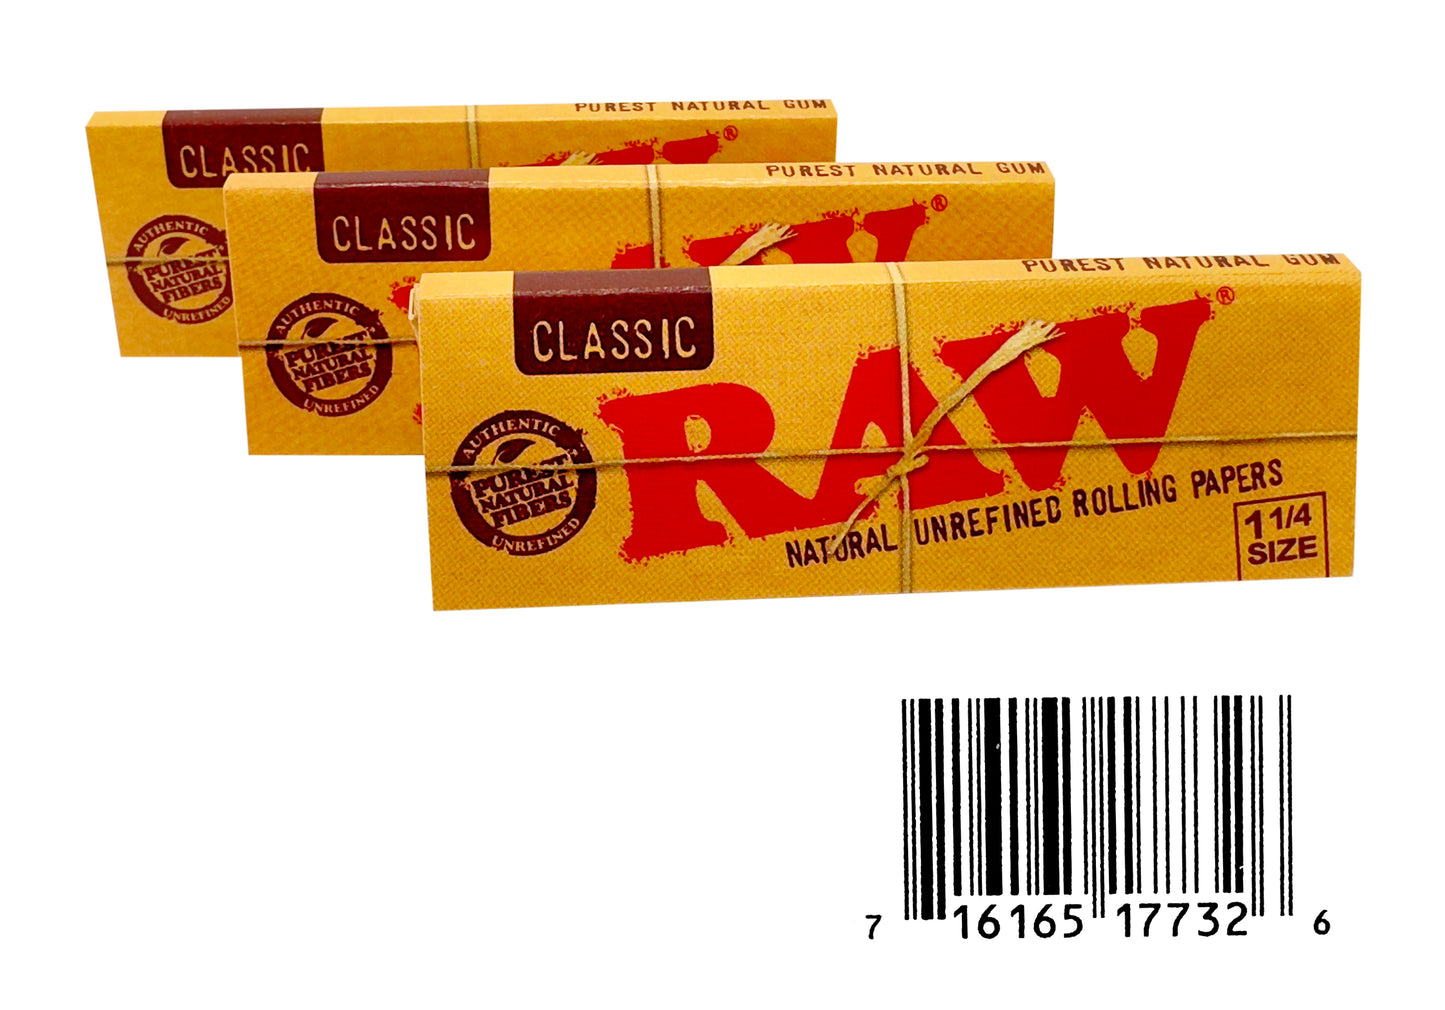 PUREST NATURAL GUM
CLASSIC
®
AUTHENTIC
PUREST
NATURAL
FIBERS
UNREFINED
PUREST NATURAL GUM
CLASSIC
®
AUTHENTIC
PUREST
NATURAL
FIBERS
UNREFINED
PUREST NATURAL GUM
CLASSIC
RAW®
AUTHENTIC
PUREST
NATURAL
FIBERS
UNREFINED
NATURAL UNREFINED ROLLING PAPERS
1 1/4
SIZE
7 16165 17732 6